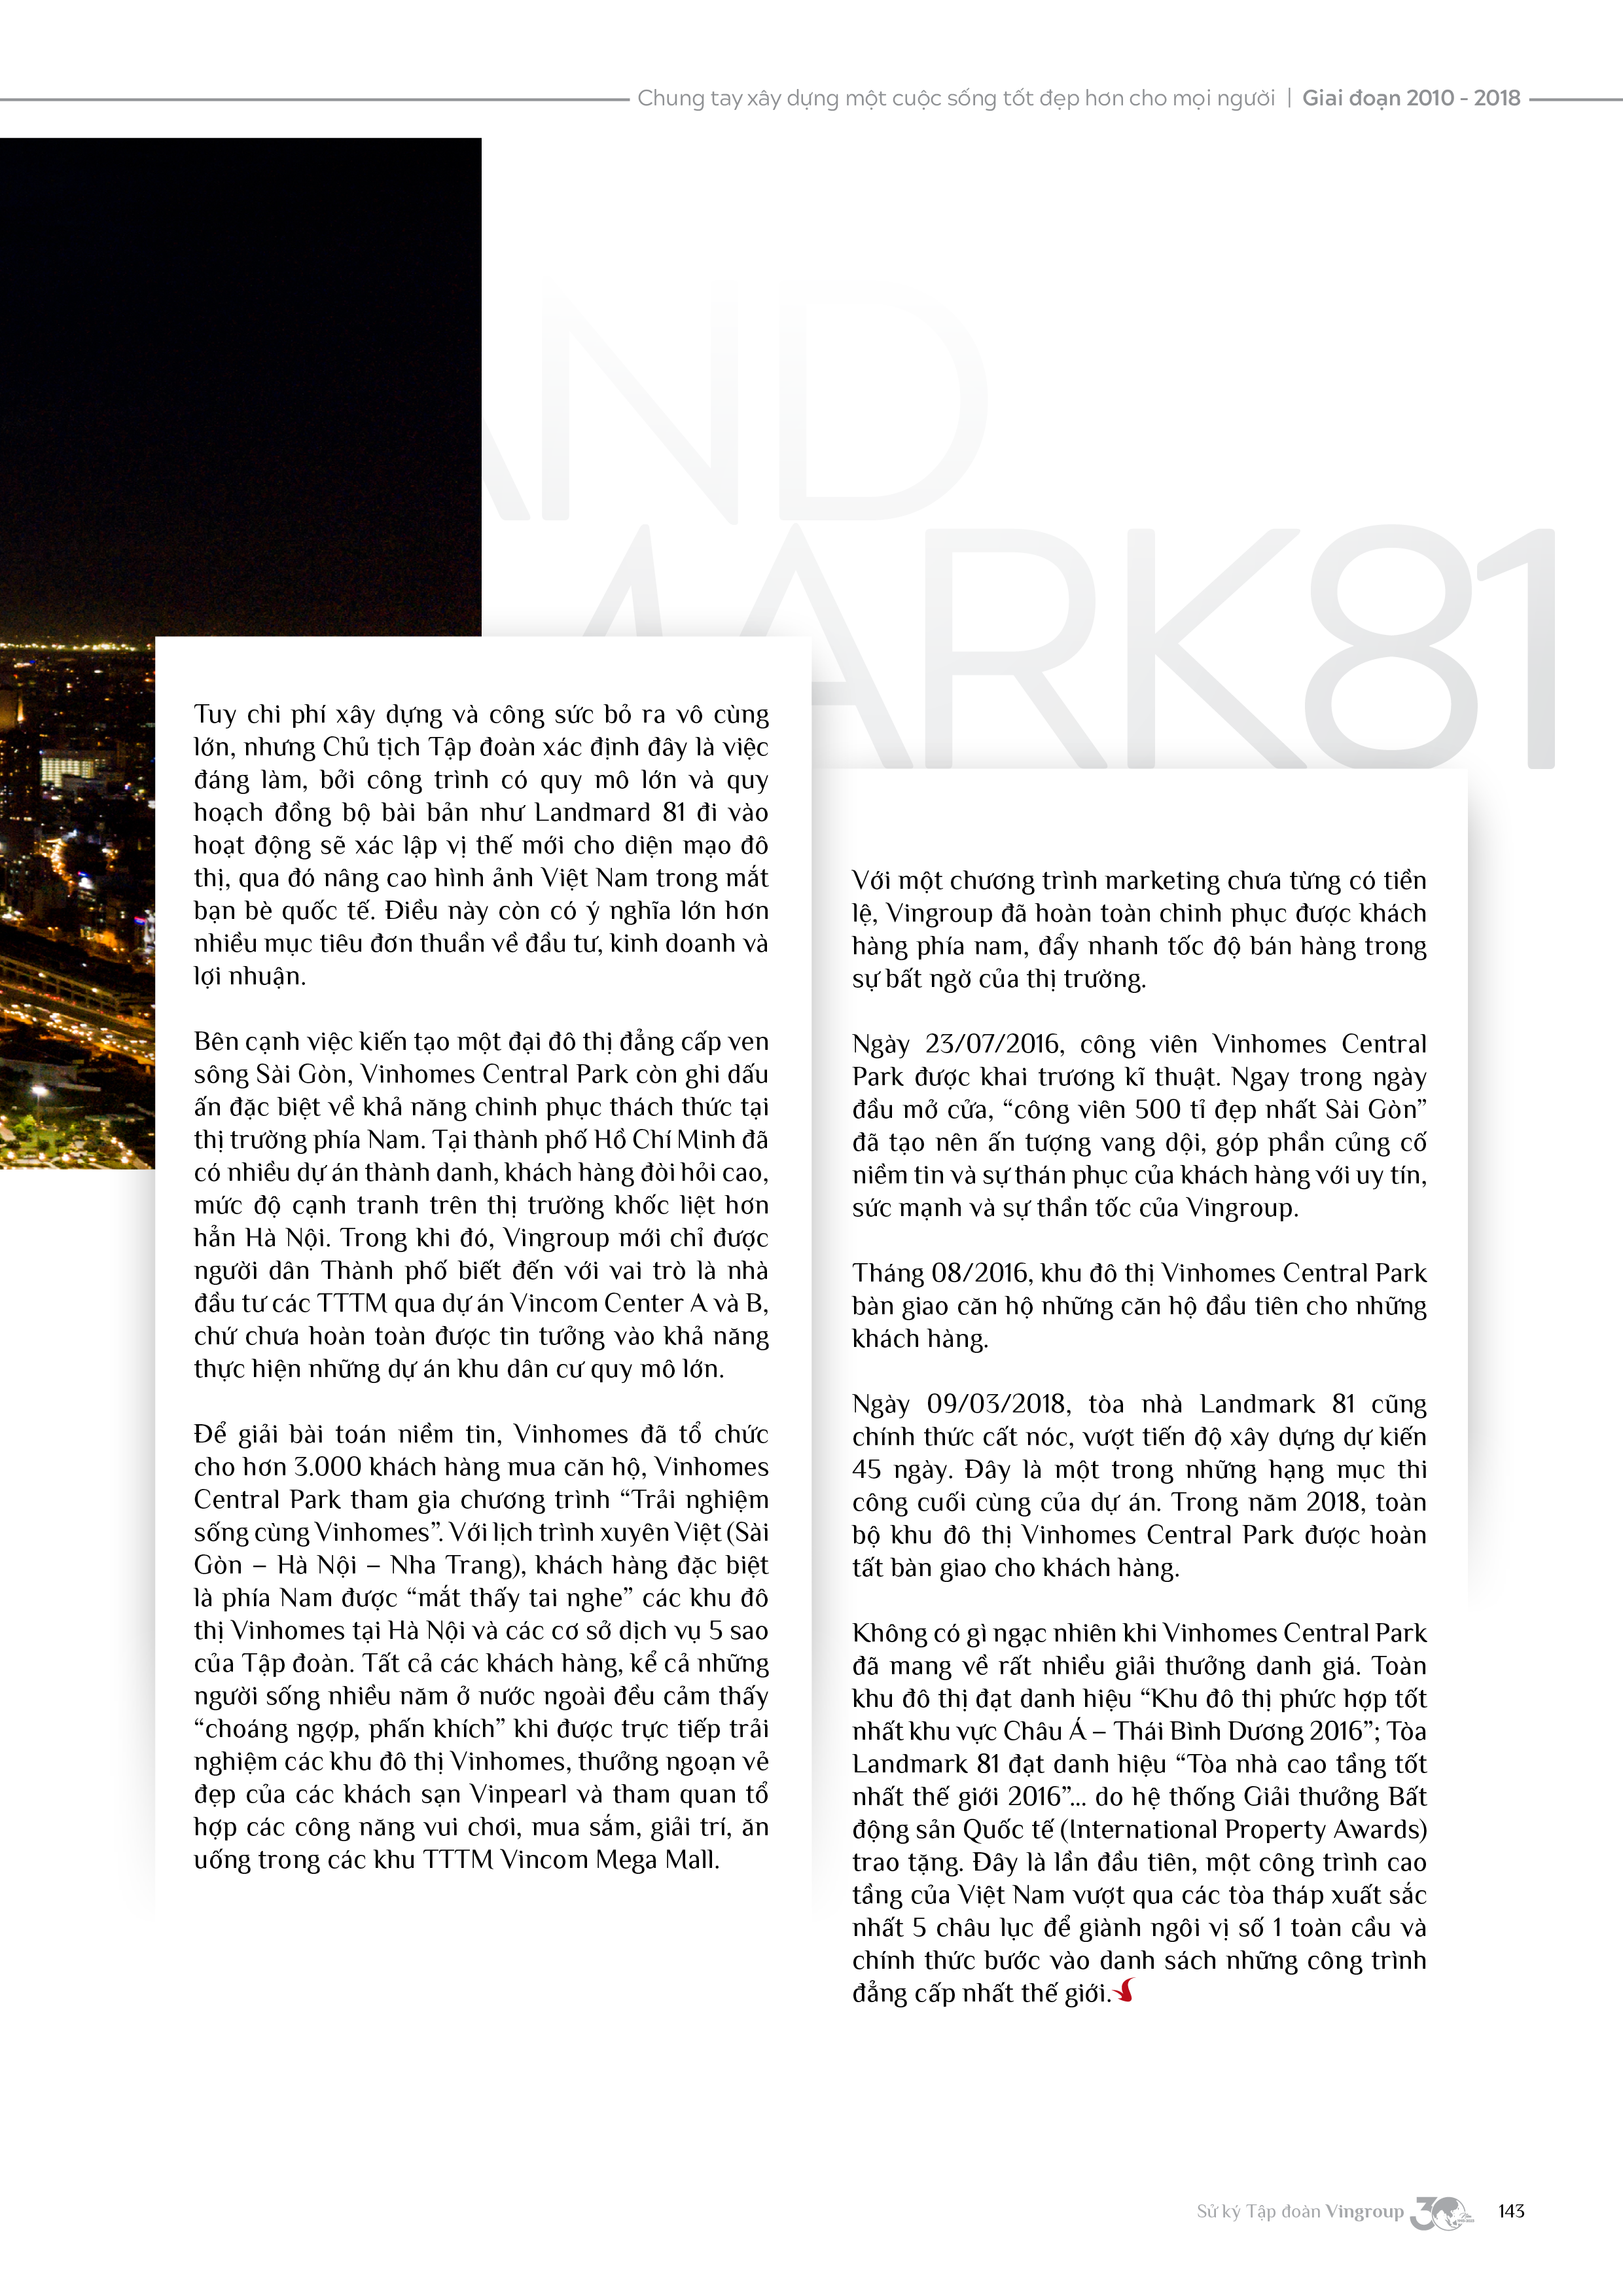 Chung tay xây dựng một cuộc sống tốt đẹp hơn cho mọi người | Giai đoạn 2010 - 2018
AND
MARK81
Tuy chi phí xây dựng và công sức bỏ ra vô cùng
lớn, nhưng Chủ tịch Tập đoàn xác định đây là việc
đáng làm, bởi công trình có quy mô lớn và quy
hoạch đồng bộ bài bản như Landmard 81 đi vào
hoạt động sẽ xác lập vị thế mới cho diện mạo đô
thị, qua đó nâng cao hình ảnh Việt Nam trong mắt
bạn bè quốc tế. Điều này còn có ý nghĩa lớn hơn
nhiều mục tiêu đơn thuần về đầu tư, kinh doanh và
lợi nhuận.
Bên cạnh việc kiến tạo một đại đô thị đẳng cấp ven
sông Sài Gòn, Vinhomes Central Park còn ghi dấu
ấn đặc biệt về khả năng chinh phục thách thức tại
thị trường phía Nam. Tại thành phố Hồ Chí Minh đã
có nhiều dự án thành danh, khách hàng đòi hỏi cao,
mức độ cạnh tranh trên thị trường khốc liệt hơn
hẳn Hà Nội. Trong khi đó, Vingroup mới chỉ được
người dân Thành phố biết đến với vai trò là nhà
đầu tư các TTTM qua dự án Vincom Center A và B,
chứ chưa hoàn toàn được tin tưởng vào khả năng
thực hiện những dự án khu dân cư quy mô lớn.
Để giải bài toán niềm tin, Vinhomes đã tổ chức
cho hơn 3.000 khách hàng mua căn hộ, Vinhomes
Central Park tham gia chương trình “Trải nghiệm
sống cùng Vinhomes”. Với lịch trình xuyên Việt (Sài
Gòn – Hà Nội – Nha Trang), khách hàng đặc biệt
là phía Nam được “mắt thấy tai nghe” các khu đô
thị Vinhomes tại Hà Nội và các cơ sở dịch vụ 5 sao
của Tập đoàn. Tất cả các khách hàng, kể cả những
người sống nhiều năm ở nước ngoài đều cảm thấy
“choáng ngợp, phấn khích” khi được trực tiếp trải
nghiệm các khu đô thị Vinhomes, thưởng ngoạn vẻ
đẹp của các khách sạn Vinpearl và tham quan tổ
hợp các công năng vui chơi, mua sắm, giải trí, ăn
uống trong các khu TTTM Vincom Mega Mall.
Với một chương trình marketing chưa từng có tiền
lệ, Vingroup đã hoàn toàn chinh phục được khách
hàng phía nam, đẩy nhanh tốc độ bán hàng trong
sự bất ngờ của thị trường.
Ngày 23/07/2016, công viên Vinhomes Central
Park được khai trương kĩ thuật. Ngay trong ngày
đầu mở cửa, “công viên 500 tỉ đẹp nhất Sài Gòn”
đã tạo nên ấn tượng vang dội, góp phần củng cố
niềm tin và sự thán phục của khách hàng với uy tín,
sức mạnh và sự thần tốc của Vingroup.
Tháng 08/2016, khu đô thị Vinhomes Central Park
bàn giao căn hộ những căn hộ đầu tiên cho những
khách hàng.
Ngày 09/03/2018, tòa nhà Landmark 81 cũng
chính thức cất nóc, vượt tiến độ xây dựng dự kiến
45 ngày. Đây là một trong những hạng mục thi
công cuối cùng của dự án. Trong năm 2018, toàn
bộ khu đô thị Vinhomes Central Park được hoàn
tất bàn giao cho khách hàng.
Không có gì ngạc nhiên khi Vinhomes Central Park
đã mang về rất nhiều giải thưởng danh giá. Toàn
khu đô thị đạt danh hiệu “Khu đô thị phức hợp tốt
nhất khu vực Châu Á – Thái Bình Dương 2016”; Tòa
Landmark 81 đạt danh hiệu “Tòa nhà cao tầng tốt
nhất thế giới 2016”... do hệ thống Giải thưởng Bất
động sản Quốc tế (International Property Awards)
trao tặng. Đây là lần đầu tiên, một công trình cao
tầng của Việt Nam vượt qua các tòa tháp xuất sắc
nhất 5 châu lục để giành ngôi vị số 1 toàn cầu và
chính thức bước vào danh sách những công trình
đẳng cấp nhất thế giới.
Sử ký Tập đoàn Vingroup 30 143